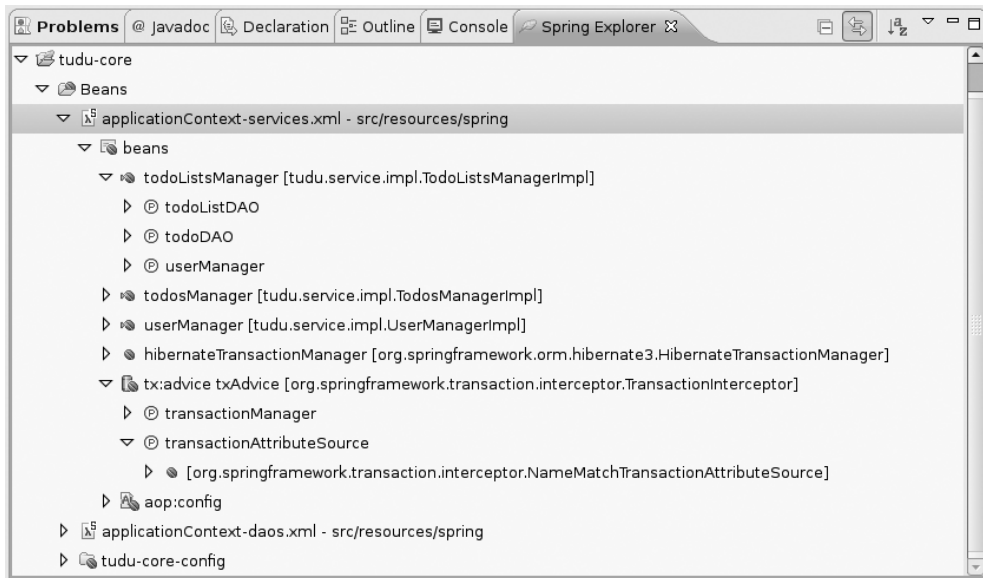 Problems @ Javadoc Declaration Outline Console Spring Explorer
tudu-core
Beans
applicationContext-services.xml - src/resources/spring
beans
todoListsManager [tudu.service.impl.TodoListsManagerImpl]
todoListDAO
todoDAO
userManager
todosManager [tudu.service.impl.TodosManagerImpl]
userManager [tudu.service.impl.UserManagerImpl]
hibernateTransactionManager [org.springframework.orm.hibernate3.HibernateTransactionManager]
tx:advice txAdvice [org.springframework.transaction.interceptor.TransactionInterceptor]
transactionManager
transactionAttributeSource
[org.springframework.transaction.interceptor.NameMatchTransactionAttributeSource]
aop:config
applicationContext-daos.xml - src/resources/spring
tudu-core-config